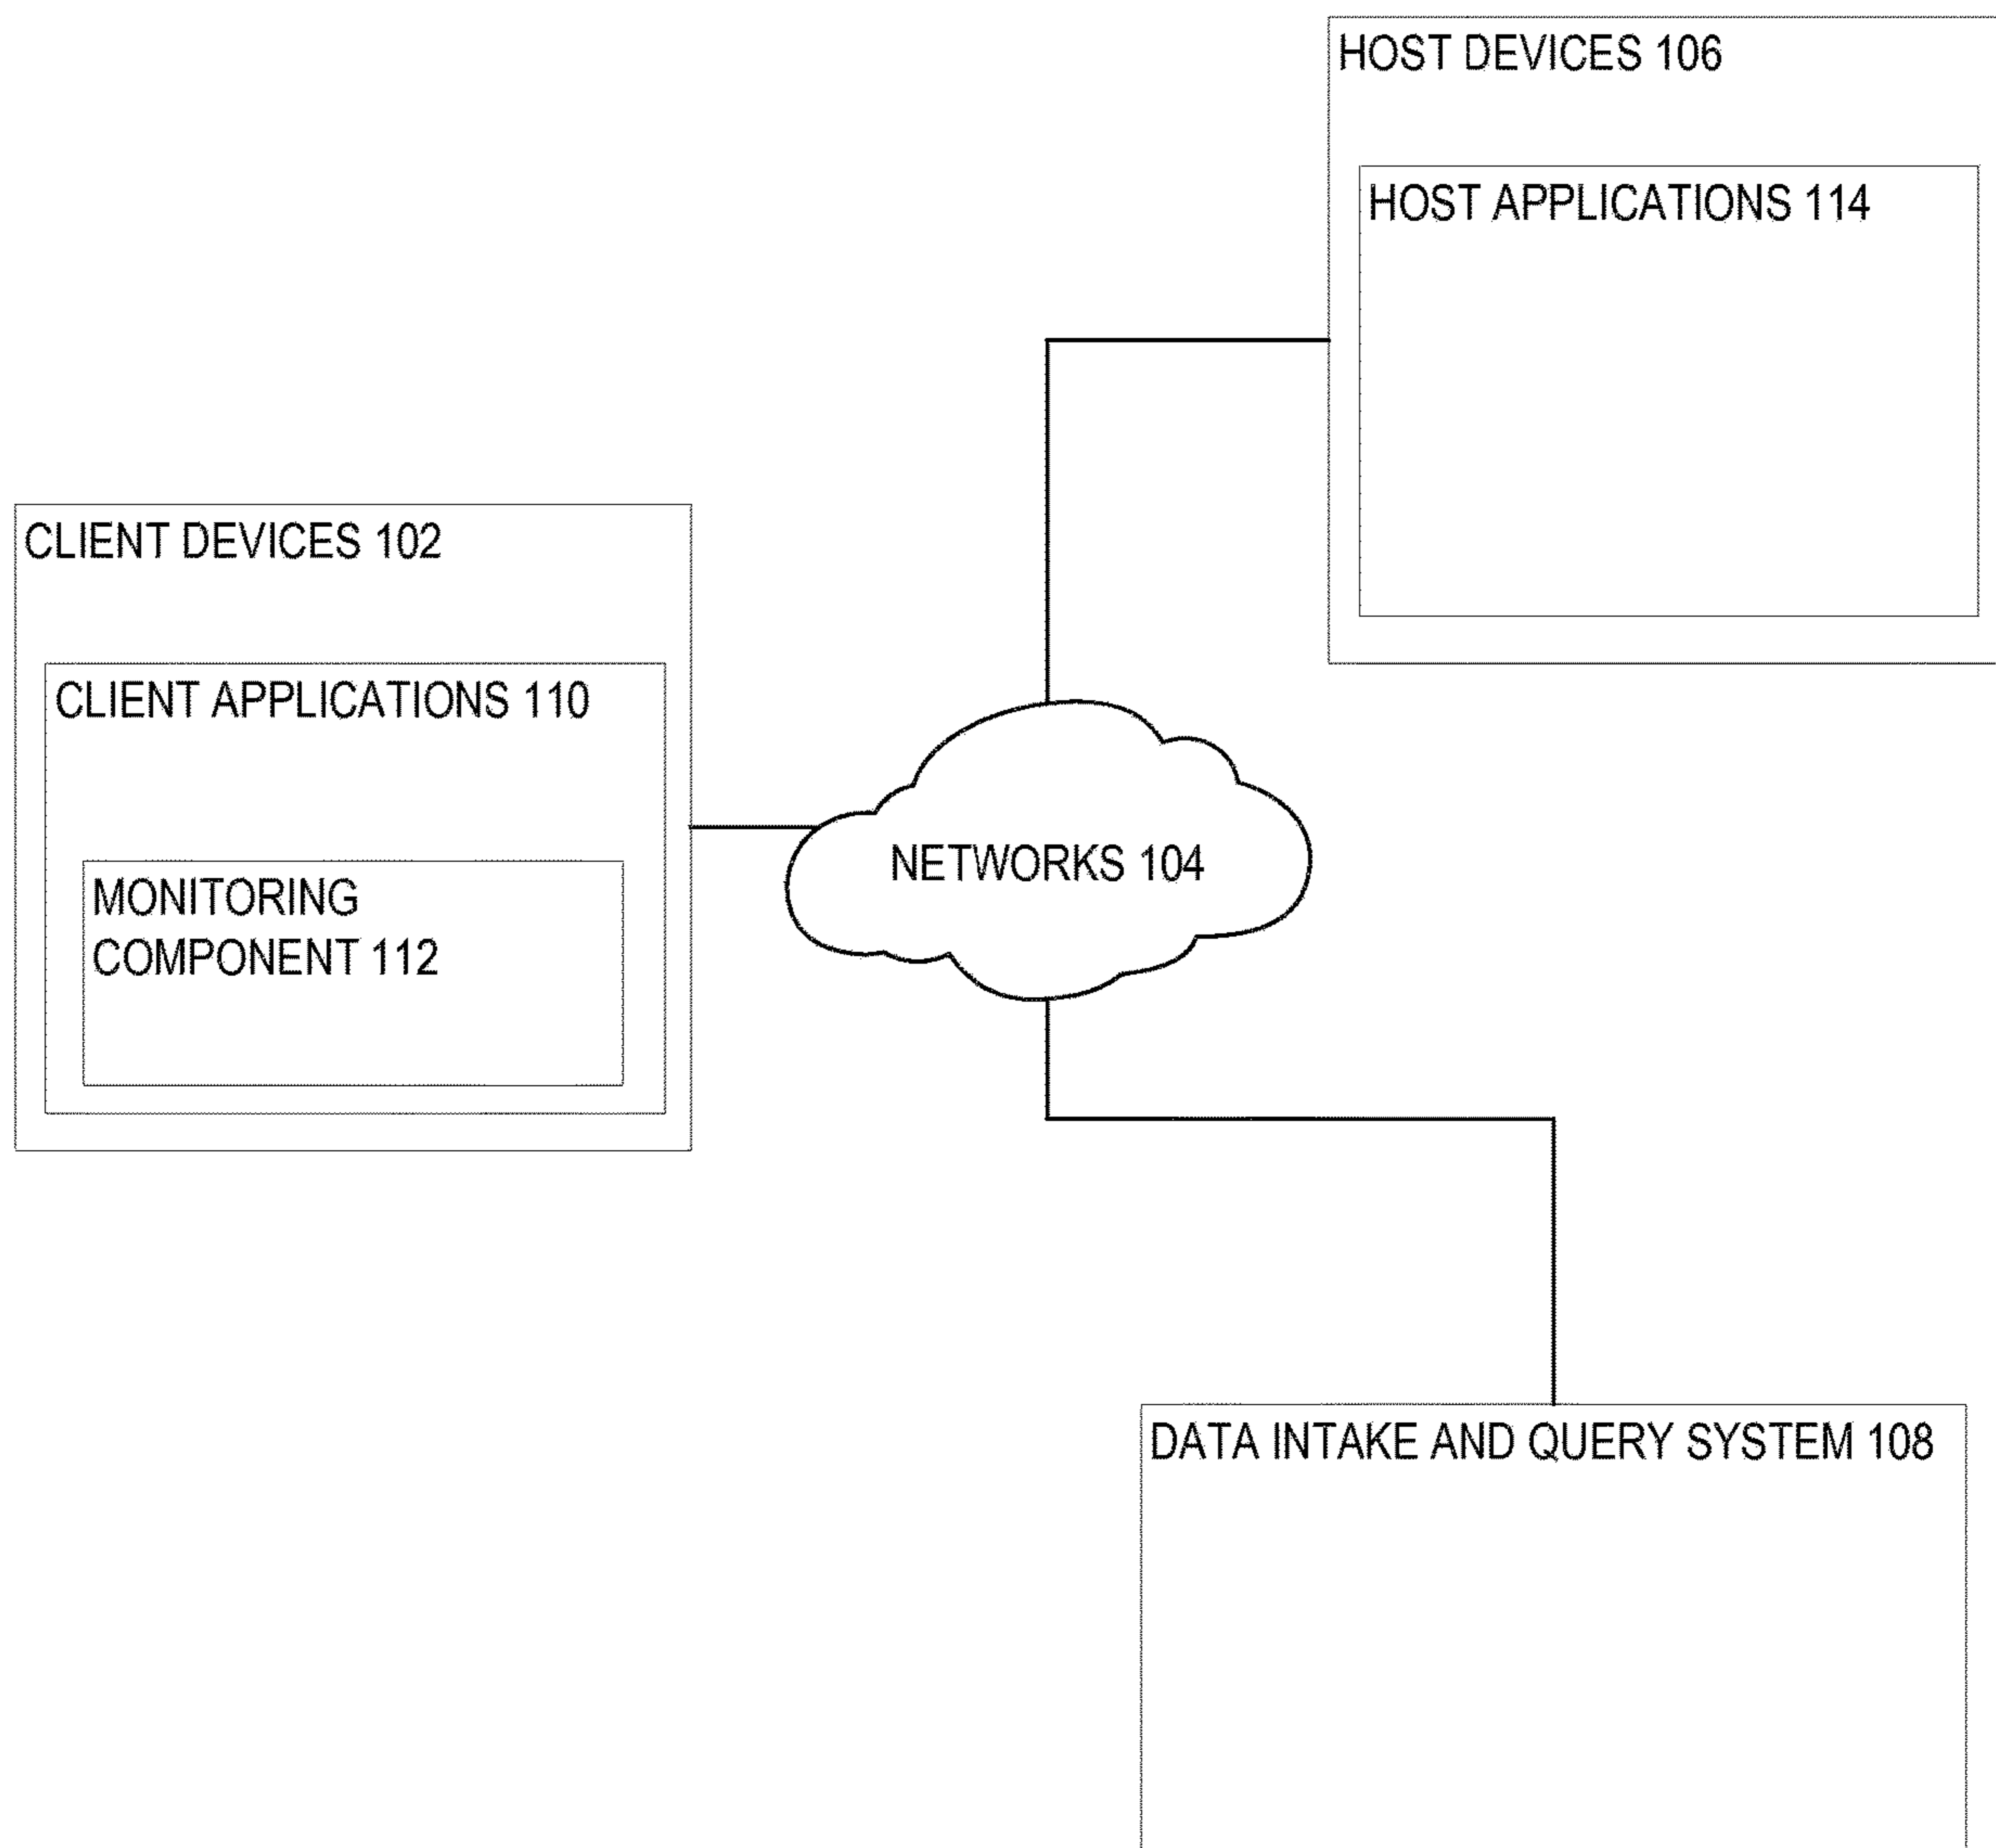 HOST DEVICES 106
HOST APPLICATIONS 114
CLIENT DEVICES 102
CLIENT APPLICATIONS 110
MONITORING
COMPONENT 112
NETWORKS 104
DATA INTAKE AND QUERY SYSTEM 108